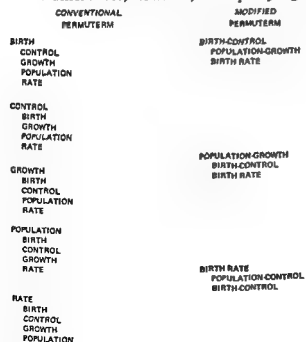 CONVENTIONAL
PERMUTERM
BIRTH
CONTROL
GROWTH
POPULATION
RATE
CONTROL
BIRTH
GROWTH
POPULATION
RATE
GROWTH
BIRTH
CONTROL
POPULATION
RATE
POPULATION
BIRTH
CONTROL
GROWTH
RATE
RATE
BIRTH
CONTROL
GROWTH
POPULATION
MODIFIED
PERMUTERM
BIRTH-CONTROL
POPULATION-GROWTH
BIRTH RATE
POPULATION-GROWTH
BIRTH-CONTROL
BIRTH RATE
BIRTH RATE
POPULATION-CONTROL
BIRTH-CONTROL